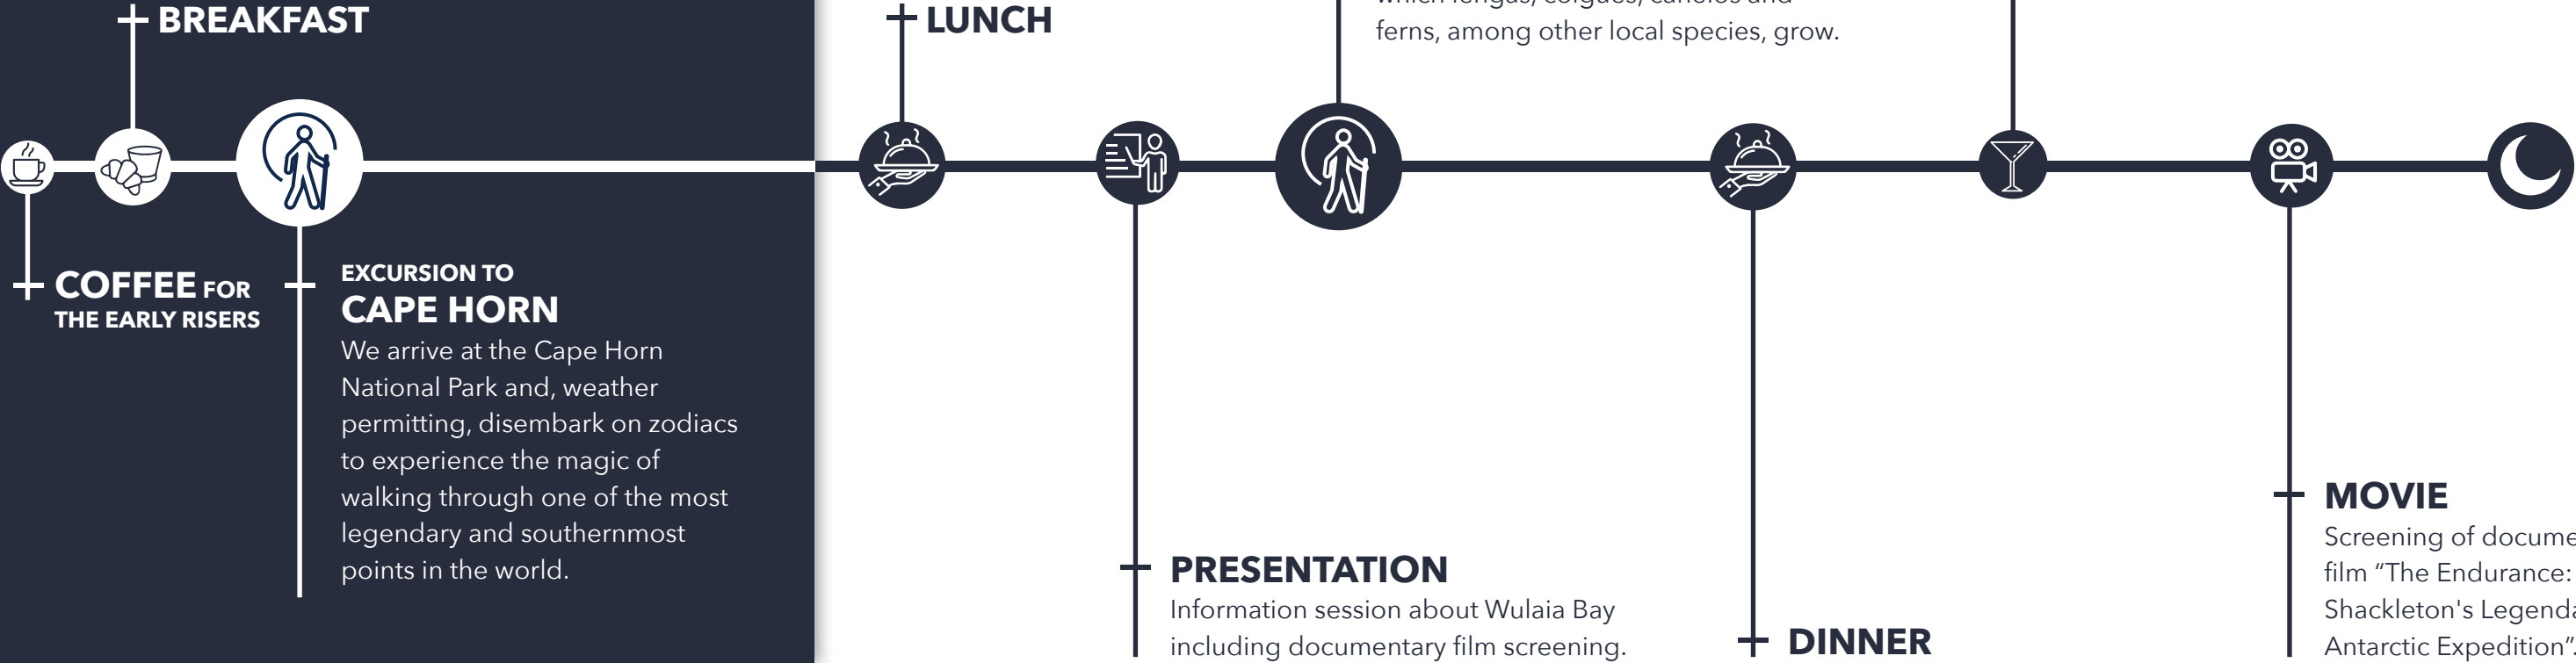 BREAKFAST
COFFEE FOR
THE EARLY RISERS
EXCURSION TO
CAPE HORN
We arrive at the Cape Horn
National Park and, weather
permitting, disembark on zodiacs
to experience the magic of
walking through one of the most
legendary and southernmost
points in the world.
LUNCH
PRESENTATION
Information session about Wulaia Bay
including documentary film screening.
and
ferns, among other local species, grow.
DINNER
MOVIE
Screening of docume
film “The Endurance:
Shackleton's Legenda
Antarctic Expedition”.